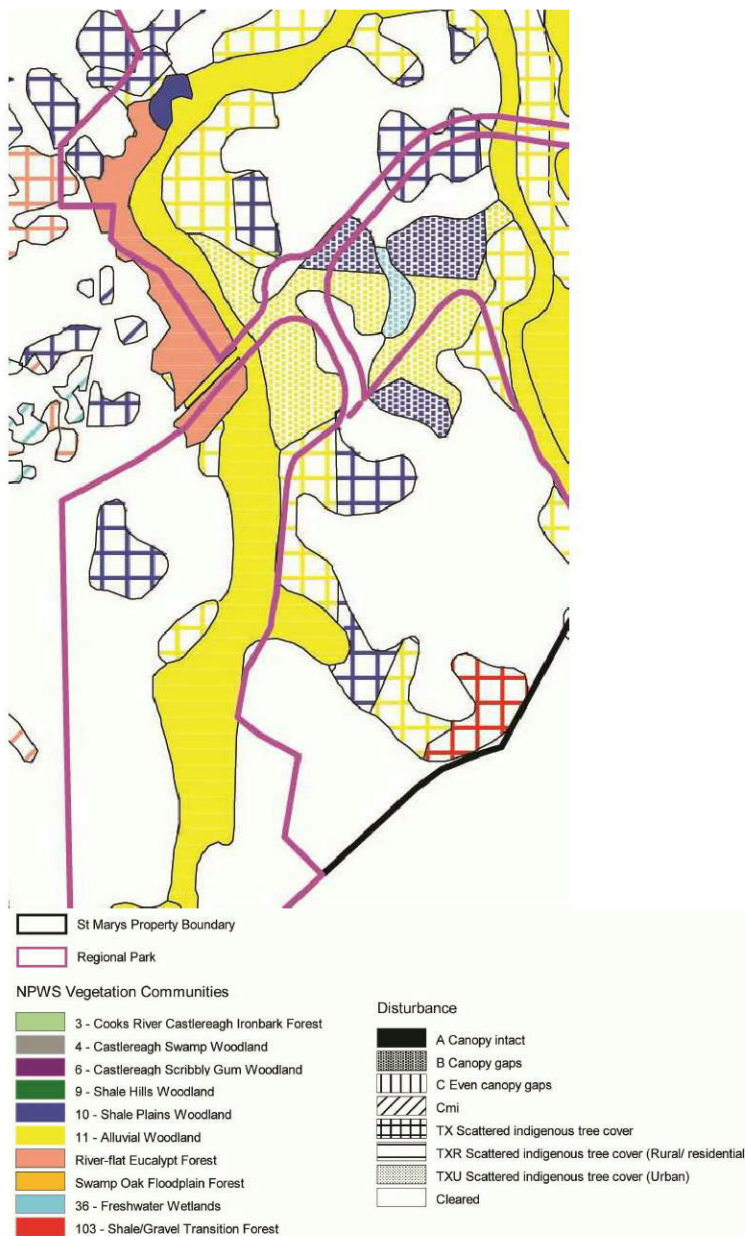 St Marys Property Boundary
Regional Park
NPWS Vegetation Communities
3 - Cooks River Castlereagh Ironbark Forest
4 - Castlereagh Swamp Woodland
6 - Castlereagh Scribbly Gum Woodland
9 - Shale Hills Woodland
10 - Shale Plains Woodland
11 - Alluvial Woodland
River-flat Eucalypt Forest
Swamp Oak Floodplain Forest
36 - Freshwater Wetlands
103 - Shale/Gravel Transition Forest
Disturbance
A Canopy intact
B Canopy gaps
C Even canopy gaps
Cmi
TX Scattered indigenous tree cover
TXR Scattered indigenous tree cover (Rural/ residential
TXU Scattered indigenous tree cover (Urban)
Cleared